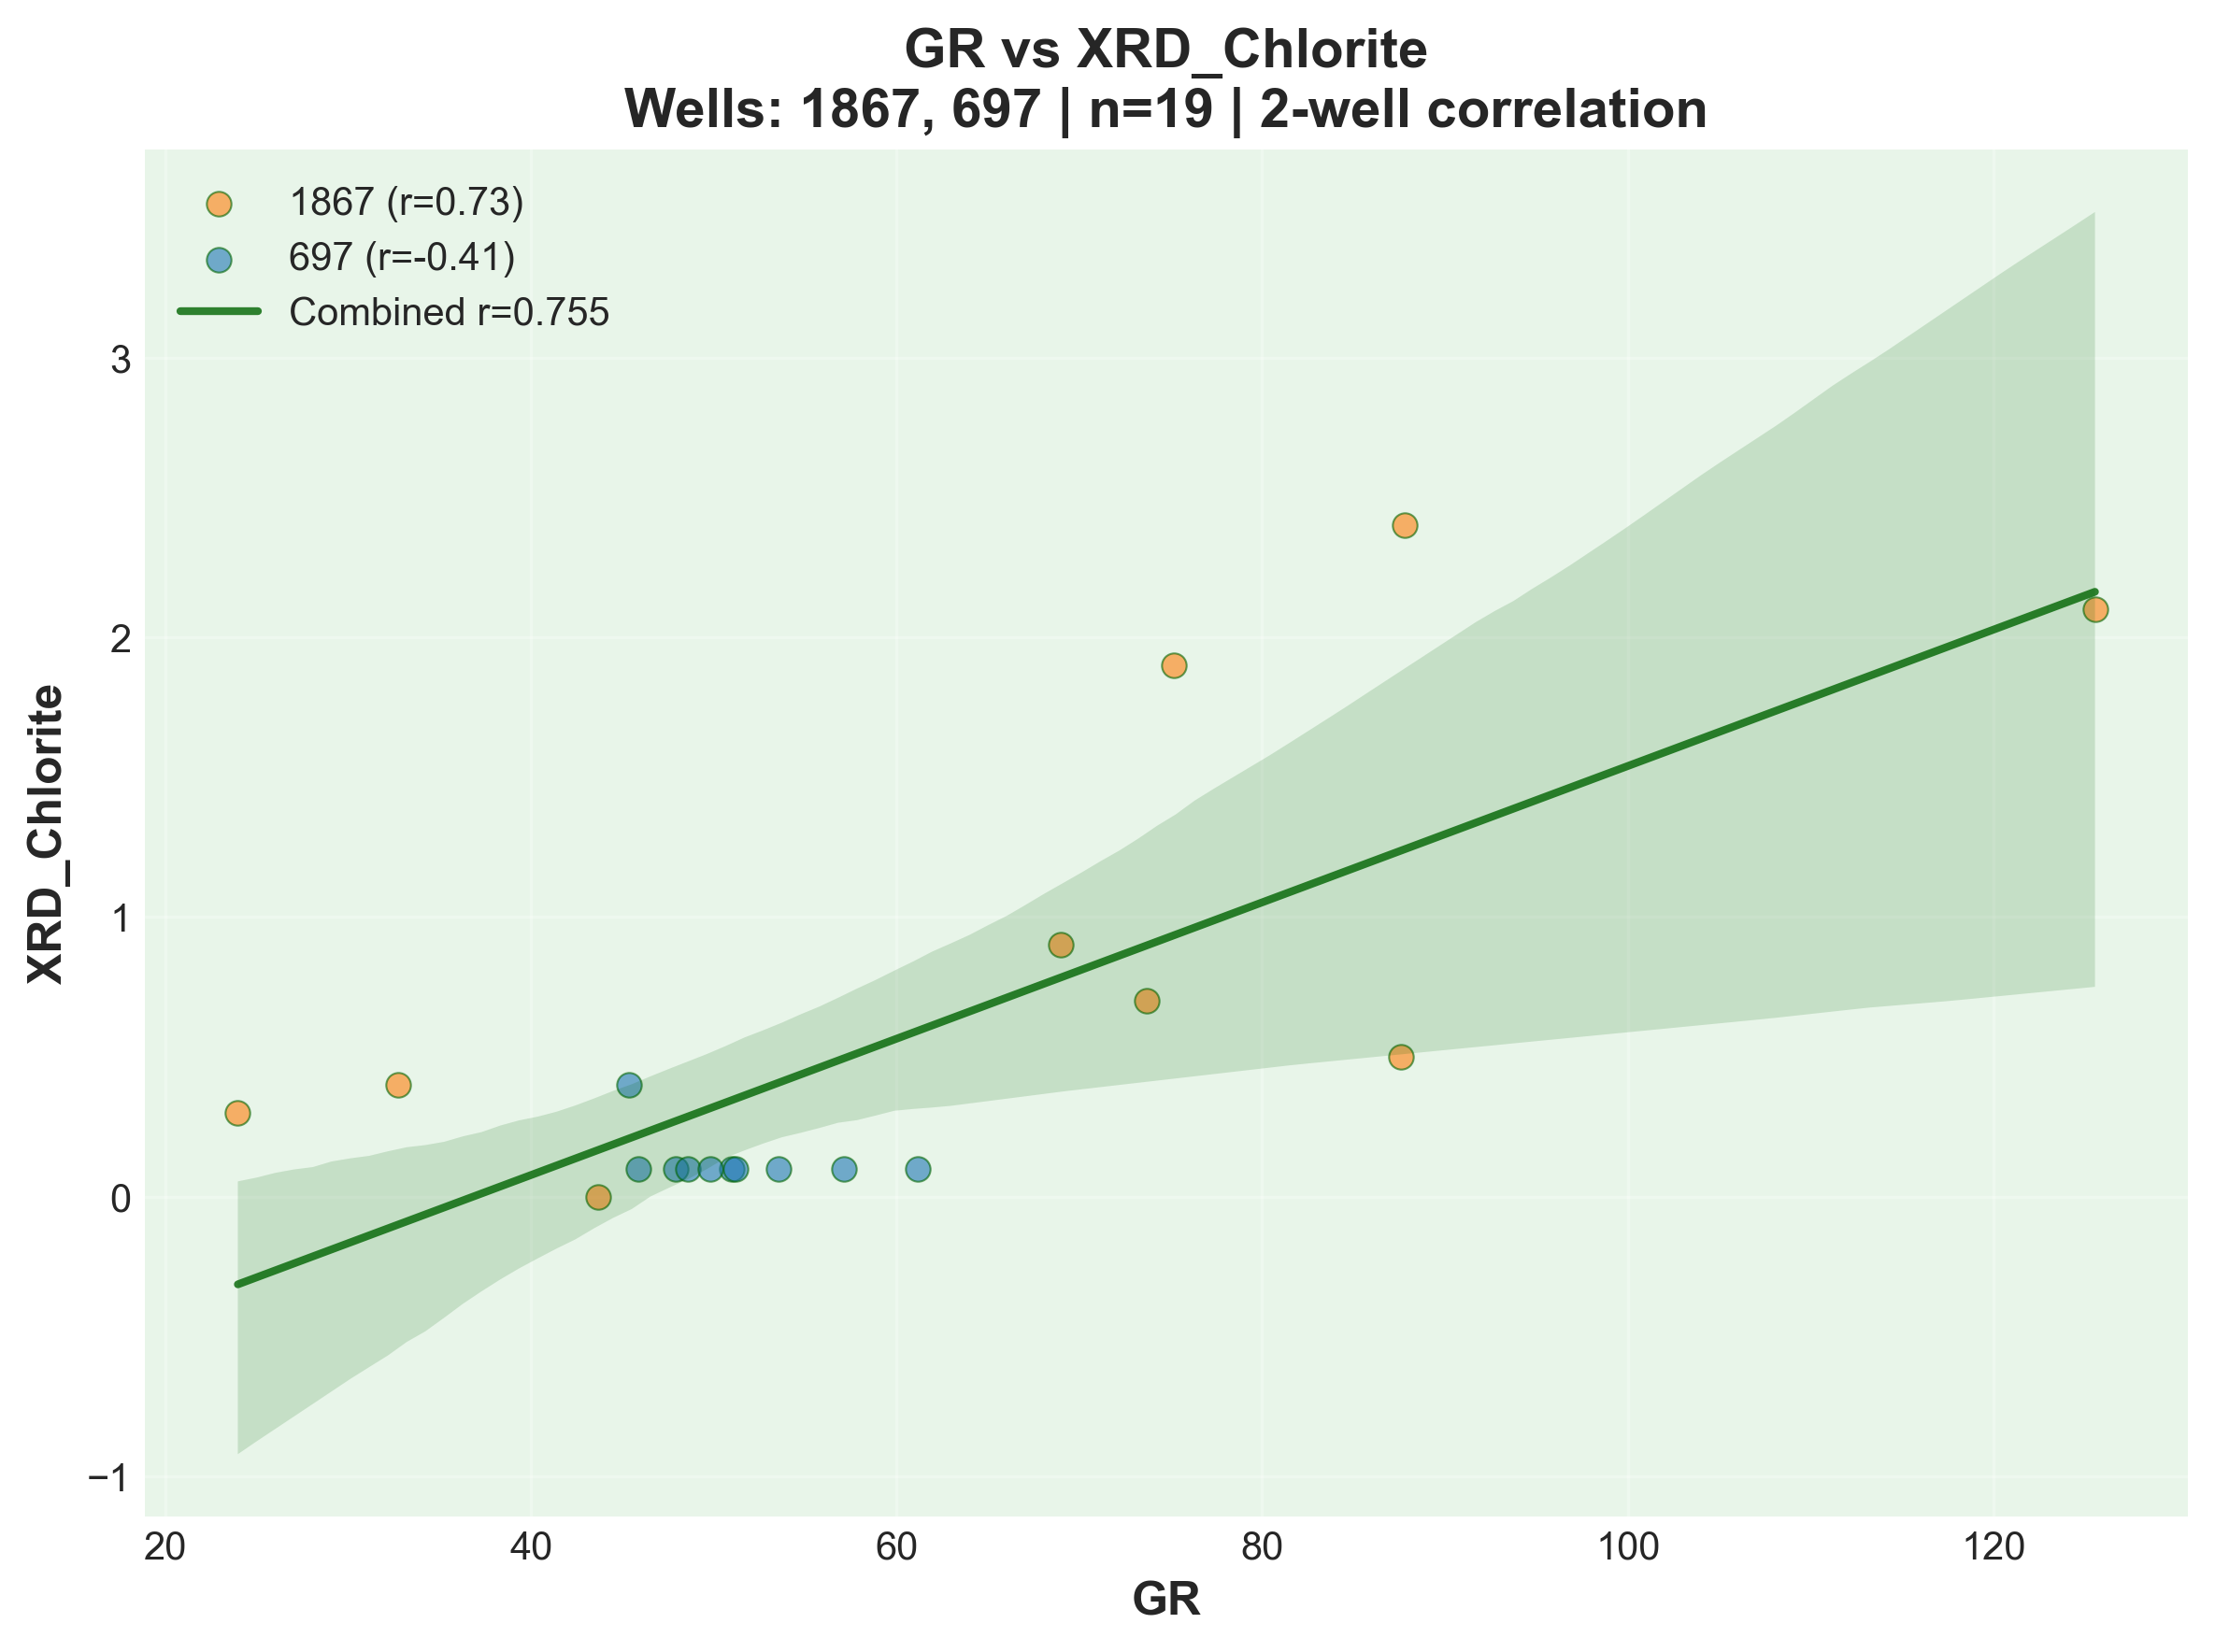 GR vs XRD_Chlorite
Wells: 1867, 697 | n=19 | 2-well correlation
1867 (r=0.73)
697 (r=-0.41)
Combined r=0.755
XRD_Chlorite
3
2
1
0
−1
20 40 60 80 100 120
GR